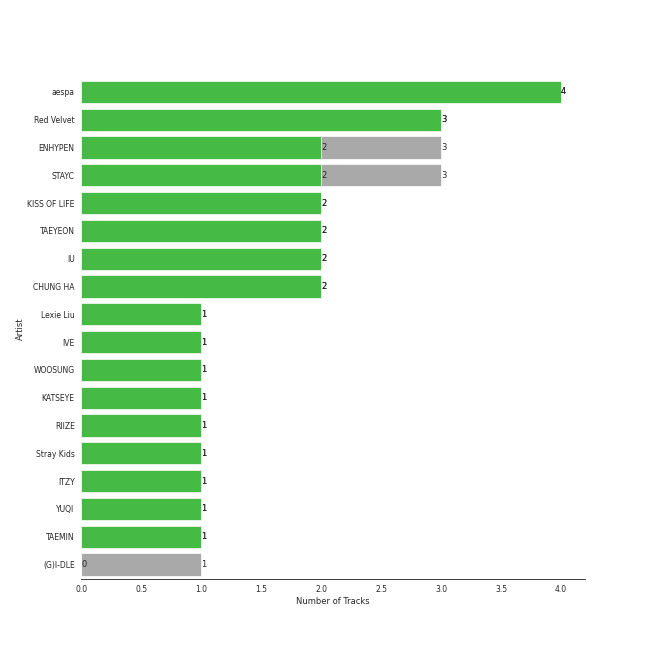 aespa 4
Red Velvet 3
ENHYPEN 2 3
STAYC 2 3
KISS OF LIFE 2
TAEYEON 2
IU 2
CHUNG HA 2
Lexie Liu 1
IVE 1
WOOSUNG 1
KATSEYE 1
RIIZE 1
Stray Kids 1
ITZY 1
YUQI 1
TAEMIN 1
(G)I-DLE 0 1
Artist
0.0 0.5 1.0 1.5 2.0 2.5 3.0 3.5 4.0
Number of Tracks